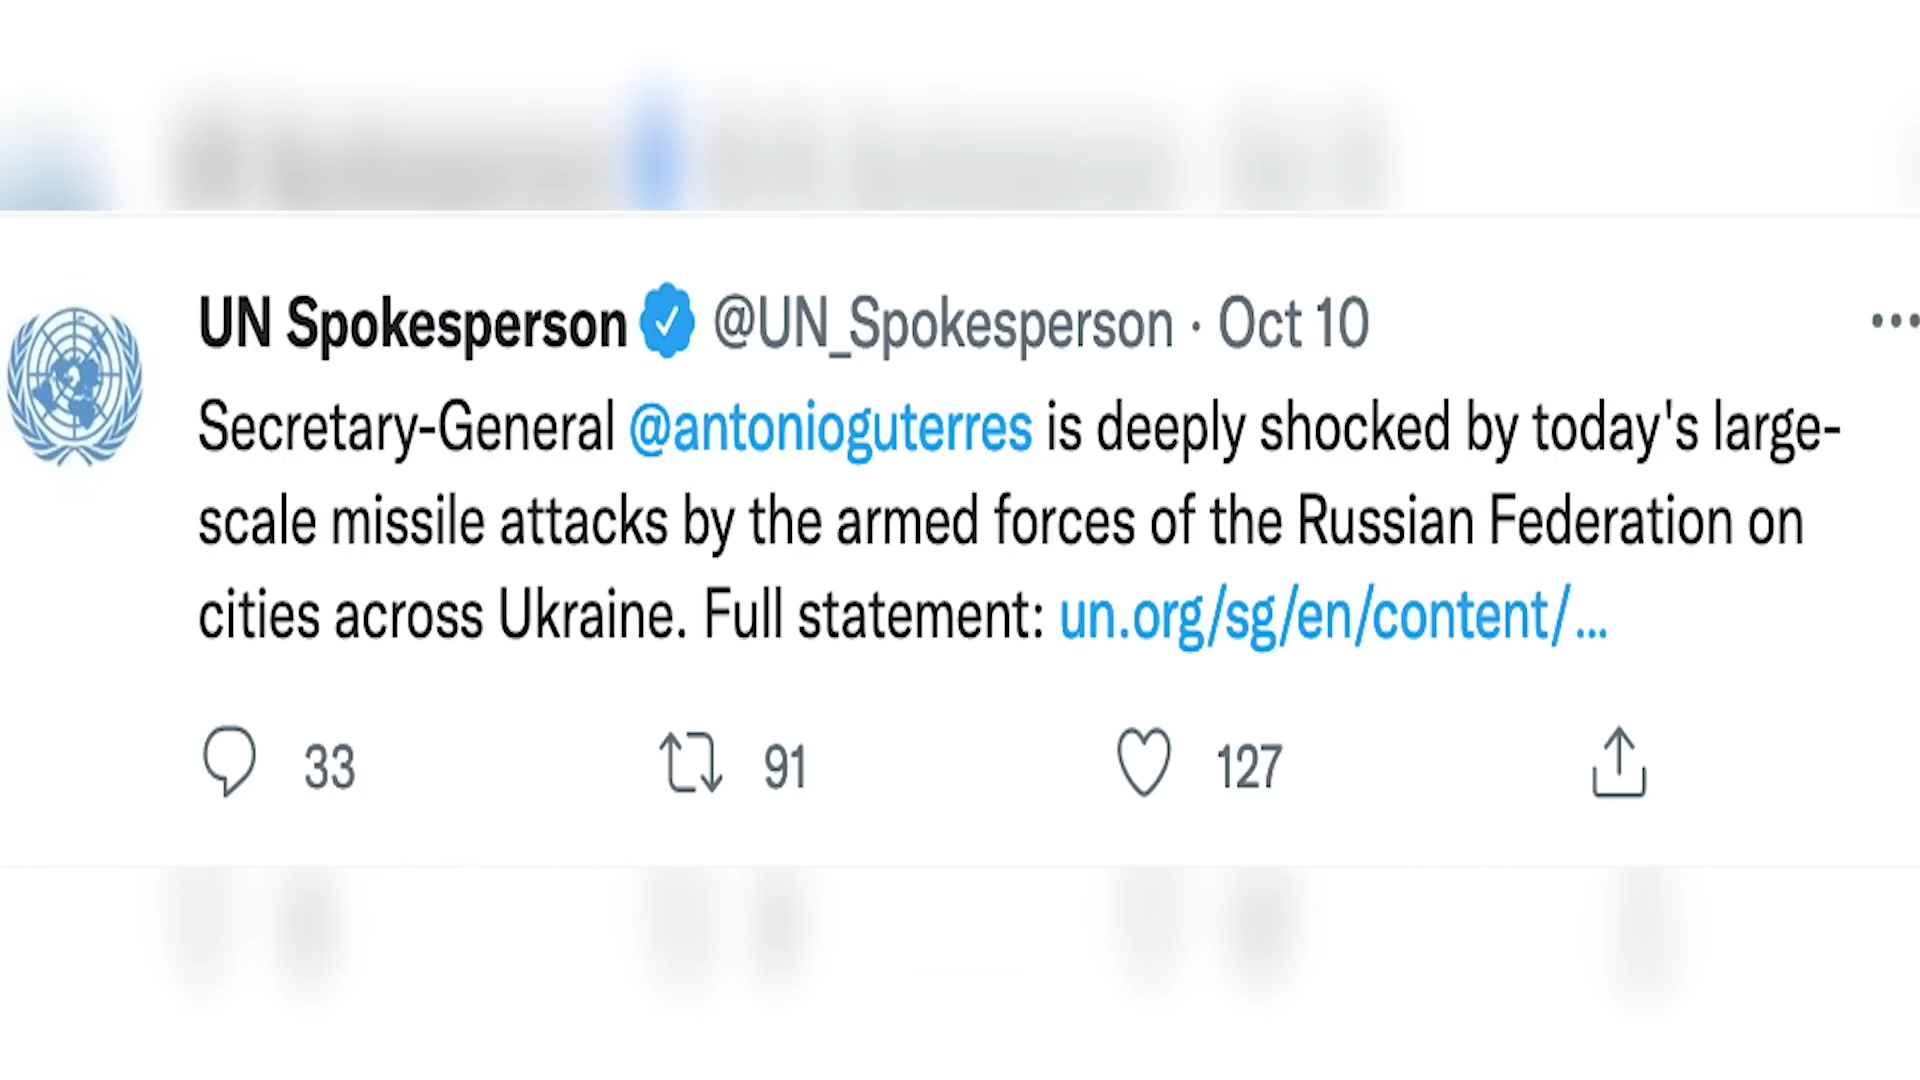 UN Spokesperson @UN_Spokesperson · Oct 10
Secretary-General @antonioguterres is deeply shocked by today's large-
scale missile attacks by the armed forces of the Russian Federation on
cities across Ukraine. Full statement: un.org/sg/en/content/...
33 91 127